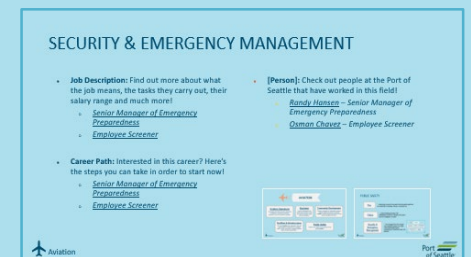 SECURITY & EMERGENCY MANAGEMENT
Job Description: Find out more about what
the job means, the tasks they carry out, their
salary range and much more!
Senior Manager of Emergency
Preparedness
Employee Screener
Career Path: Interested in this career? Here's
the steps you can take in order to start now!
Senior Manager of Emergency
Preparedness
Employee Screener
[Person]: Check out people at the Port of
Seattle that have worked in this field!
Randy Hansen – Senior Manager of
Emergency Preparedness
Osman Chavez – Employee Screener
Aviation
Port
of Seattle